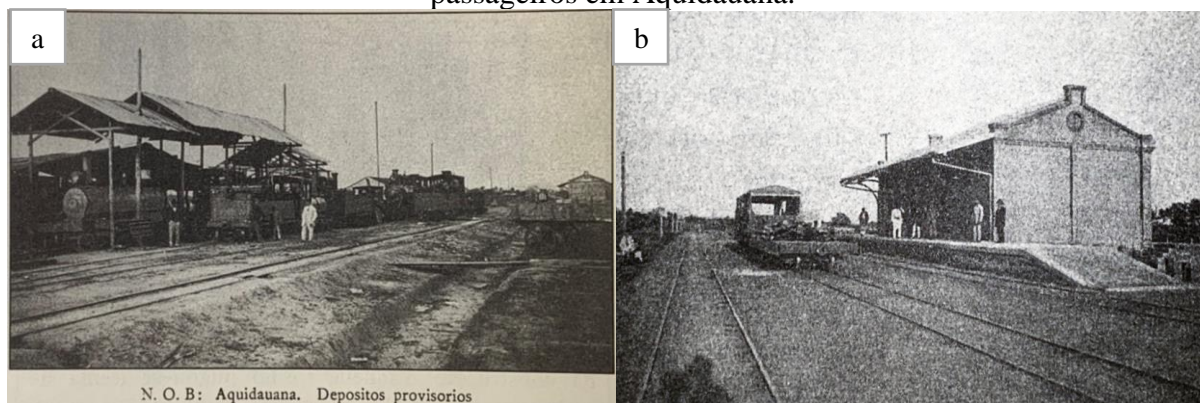 passageiros em Aquidauana.
a
b
N. O. B: Aquidauana. Depositos provisorios